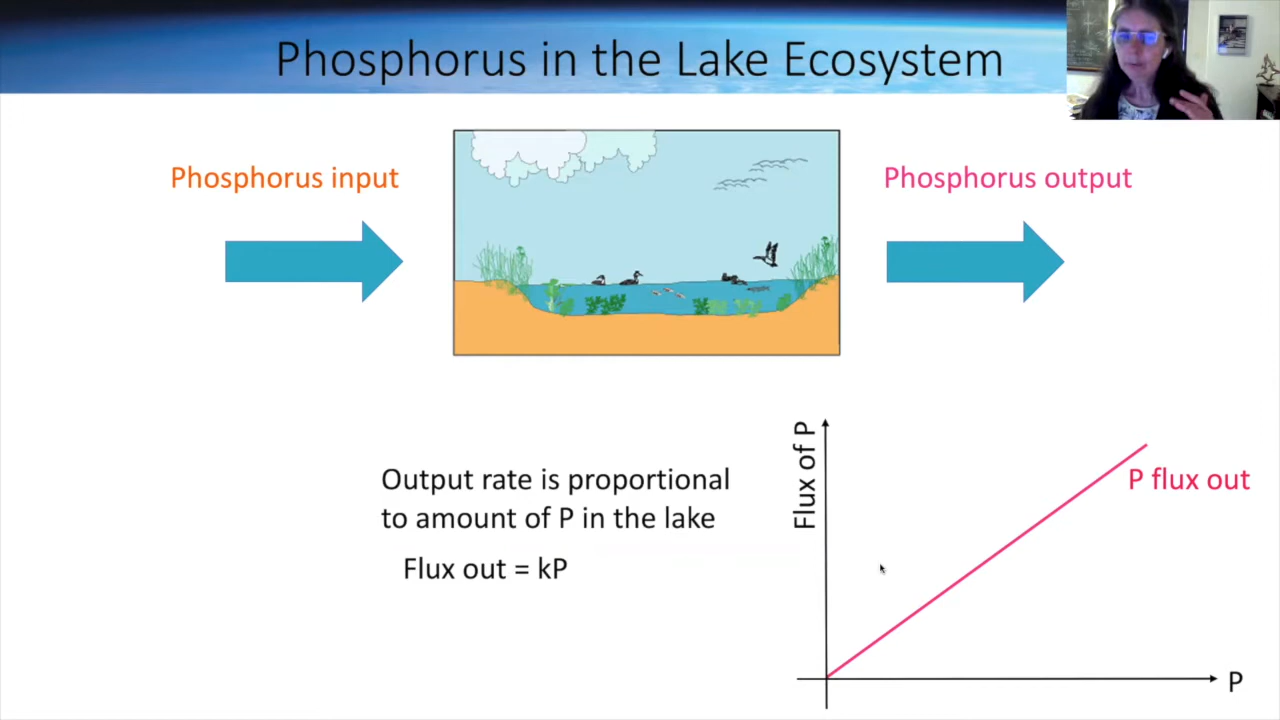 Phosphorus in the Lake Ecosystem
Phosphorus input
Phosphorus output
Output rate is proportional
to amount of P in the lake
Flux out = kP
Flux of P
P flux out
P